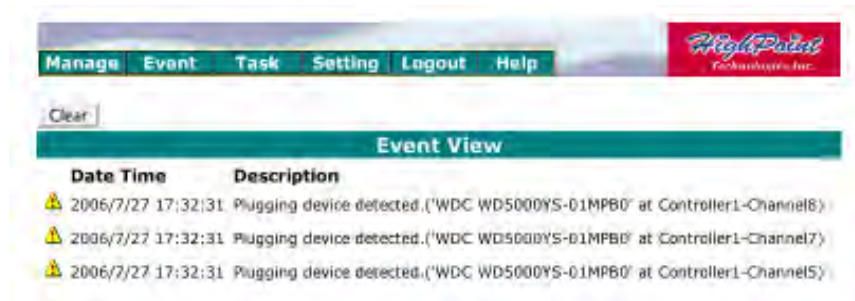 HighPoint
Technologies, Inc.
Manage Event Task Setting Logout Help
Clear
Event View
Date Time Description
2006/7/27 17:32:31 Plugging device detected.('WDC WD5000YS-01MPB0' at Controller1-Channel8)
2006/7/27 17:32:31 Plugging device detected.('WDC WD5000YS-01MPB0' at Controller1-Channel7)
2006/7/27 17:32:31 Plugging device detected.('WDC WD5000YS-01MPB0' at Controller1-Channel5)